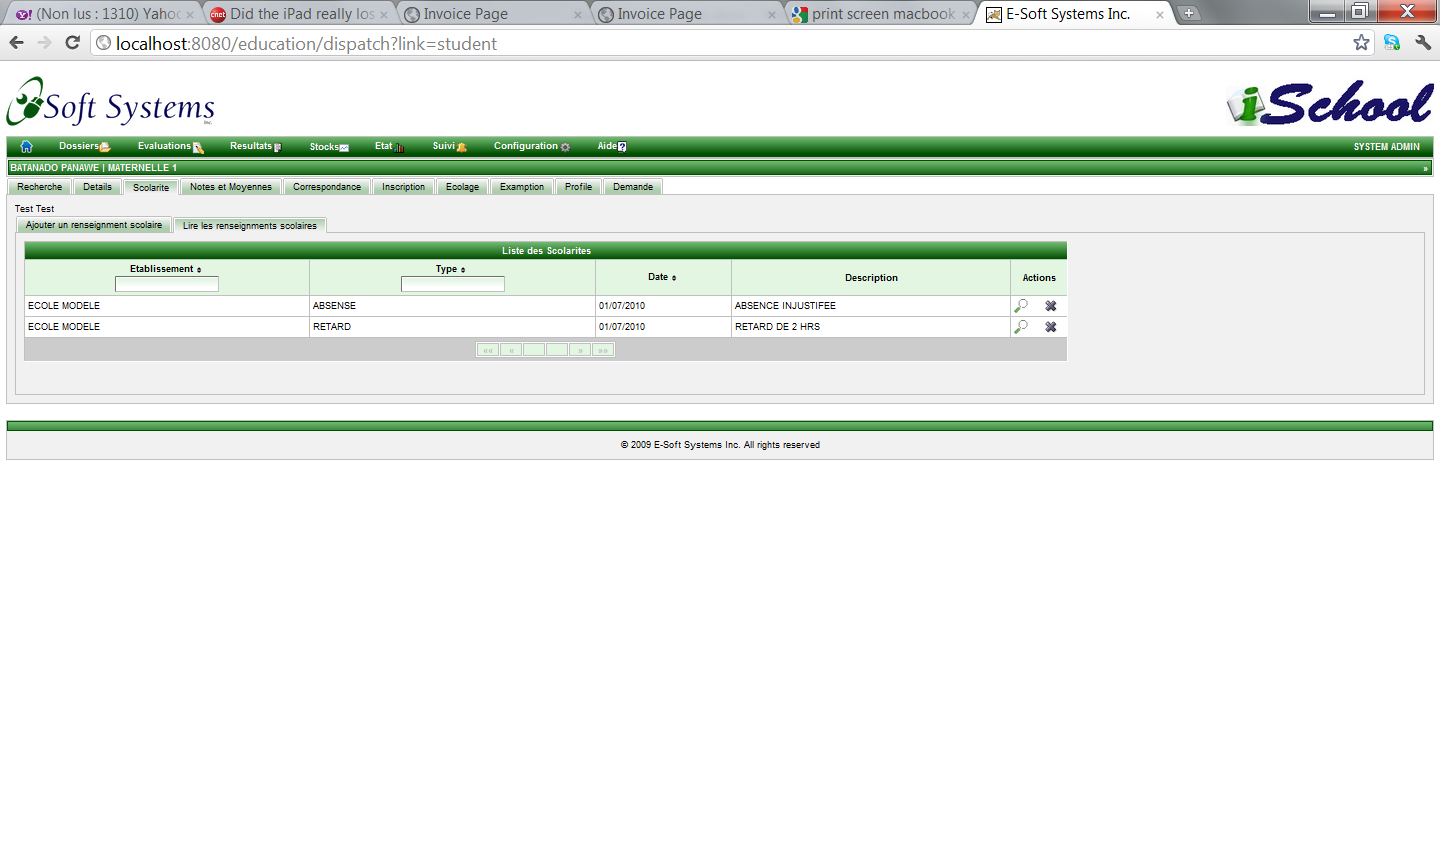 (Non lus : 1310) Yahoo
Did the iPad really los
Invoice Page
Invoice Page
print screen macbook
E-Soft Systems Inc.
localhost:8080/education/dispatch?link=student
Soft Systems Inc.
iSchool
Dossiers Evaluations Resultats Stocks Etat Suivi Configuration Aide SYSTEM ADMIN
BATANADO PANAWE | MATERNELLE 1 »
Recherche Details Scolarite Notes et Moyennes Correspondance Inscription Ecolage Examption Profile Demande
Test Test
Ajouter un renseignment scolaire Lire les renseignments scolaires
Liste des Scolarites
Etablissement Type Date Description Actions
ECOLE MODELE ABSENSE 01/07/2010 ABSENCE INJUSTIFEE
ECOLE MODELE RETARD 01/07/2010 RETARD DE 2 HRS
«« « » »»
© 2009 E-Soft Systems Inc. All rights reserved